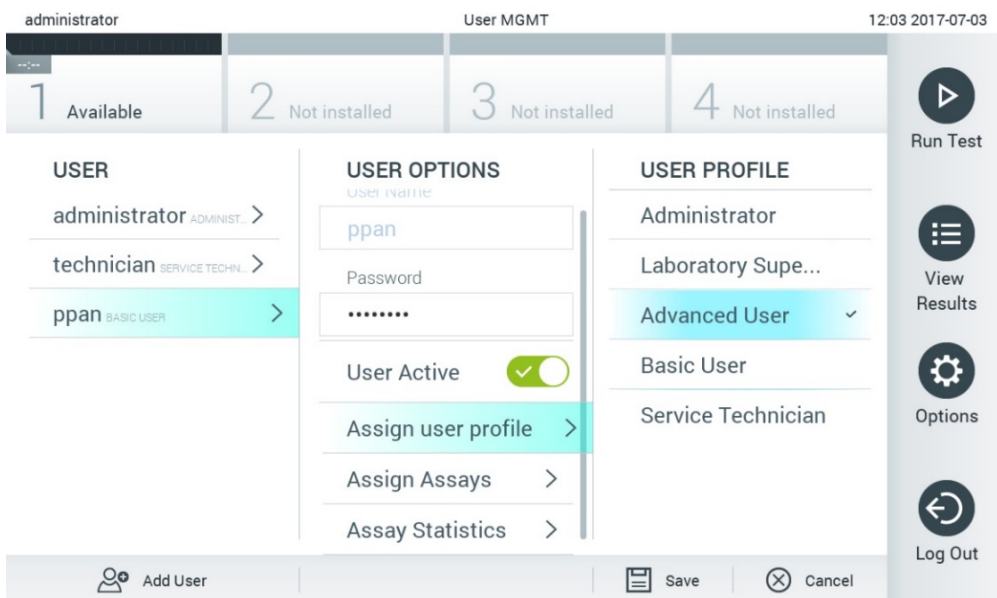 administrator User MGMT 12:03 2017-07-03
--:--
1 Available
2 Not installed
3 Not installed
4 Not installed
Run Test
View
Results
Options
Log Out
USER
administrator ADMINIST...
technician SERVICE TECHN...
ppan BASIC USER
USER OPTIONS
User Name
ppan
Password
••••••••
User Active
Assign user profile
Assign Assays
Assay Statistics
USER PROFILE
Administrator
Laboratory Supe...
Advanced User
Basic User
Service Technician
Add User
Save
Cancel